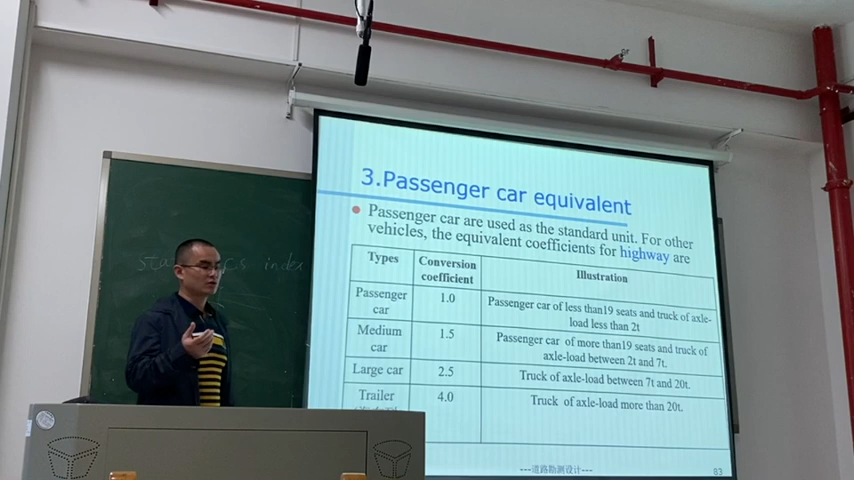 index
3.Passenger car equivalent
Passenger car are used as the standard unit. For other
vehicles, the equivalent coefficients for highway are
Types
Conversion
coefficient
Illustration
Passenger
car
1.0
Passenger car of less than19 seats and truck of axle-
load less than 2t
Medium
car
1.5
Passenger car of more than19 seats and truck of
axle-load between 2t and 7t.
Large car
2.5
Truck of axle-load between 7t and 20t.
Trailer
4.0
Truck of axle-load more than 20t.
---道路勘测设计---
83